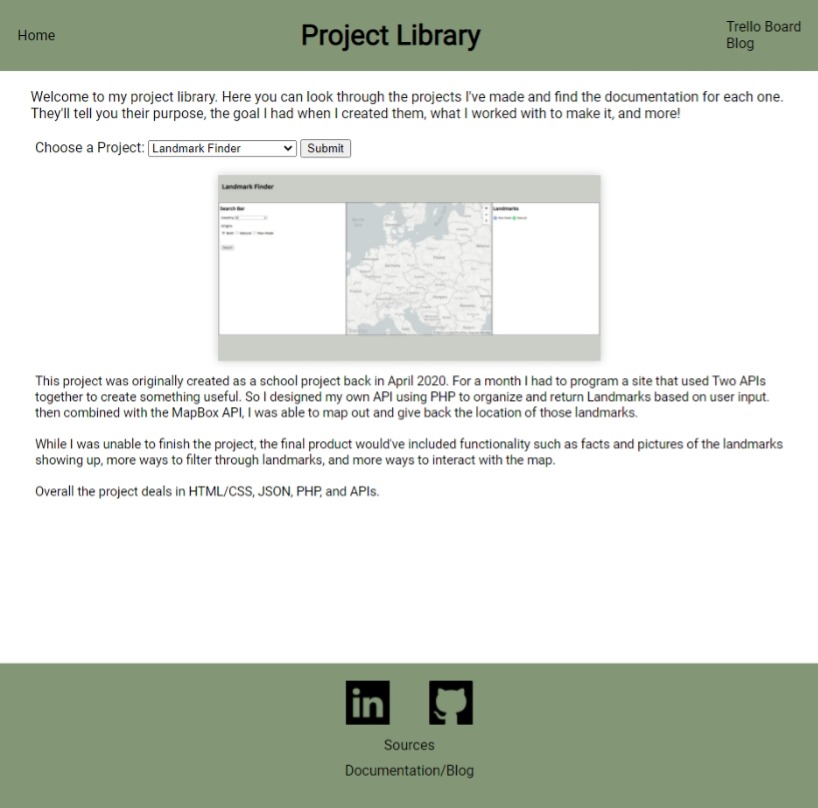 Home
Project Library
Trello Board
Blog
Welcome to my project library. Here you can look through the projects I've made and find the documentation for each one.
They'll tell you their purpose, the goal I had when I created them, what I worked with to make it, and more!
Choose a Project: Landmark Finder Submit
Landmark Finder
Search Bar
Landmarks
This project was originally created as a school project back in April 2020. For a month I had to program a site that used Two APIs
together to create something useful. So I designed my own API using PHP to organize and return Landmarks based on user input.
then combined with the MapBox API, I was able to map out and give back the location of those landmarks.
While I was unable to finish the project, the final product would've included functionality such as facts and pictures of the landmarks
showing up, more ways to filter through landmarks, and more ways to interact with the map.
Overall the project deals in HTML/CSS, JSON, PHP, and APIs.
in
Sources
Documentation/Blog